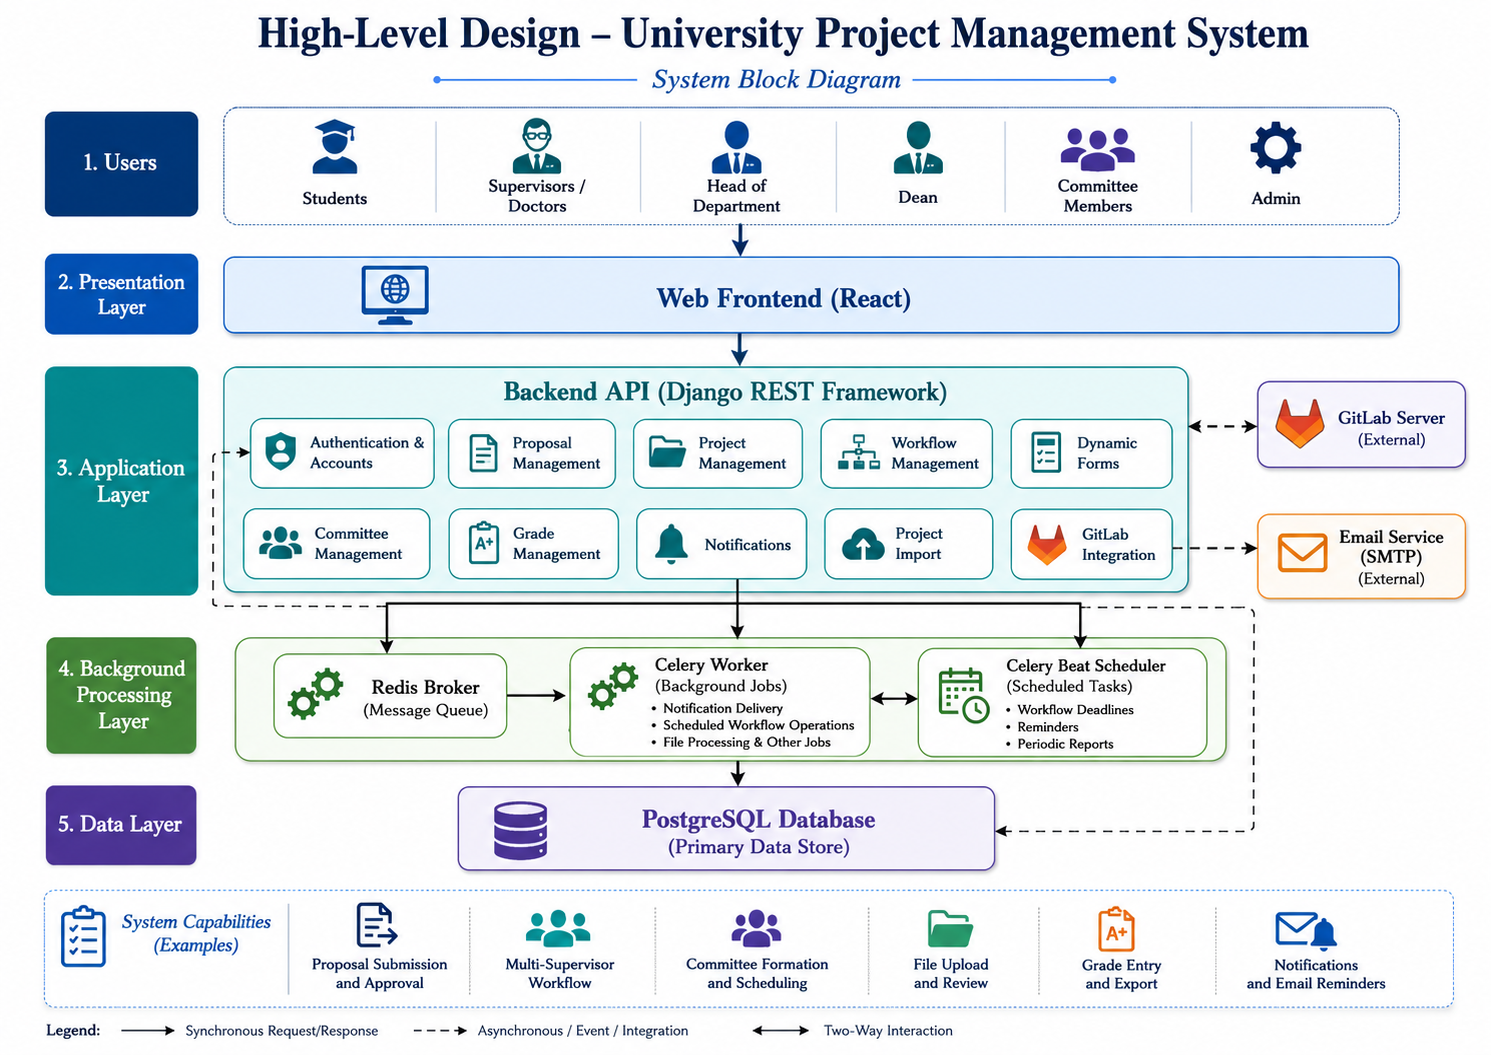 High-Level Design – University Project Management System
System Block Diagram
1. Users
Students
Supervisors /
Doctors
Head of
Department
Dean
Committee
Members
Admin
2. Presentation
Layer
Web Frontend (React)
3. Application
Layer
Backend API (Django REST Framework)
Authentication &
Accounts
Proposal
Management
Project
Management
Workflow
Management
Dynamic
Forms
Committee
Management
A+
Grade
Management
Notifications
Project
Import
GitLab
Integration
GitLab Server
(External)
Email Service
(SMTP)
(External)
4. Background
Processing
Layer
Redis Broker
(Message Queue)
Celery Worker
(Background Jobs)
• Notification Delivery
• Scheduled Workflow Operations
• File Processing & Other Jobs
Celery Beat Scheduler
(Scheduled Tasks)
• Workflow Deadlines
• Reminders
• Periodic Reports
5. Data Layer
PostgreSQL Database
(Primary Data Store)
System Capabilities
(Examples)
Proposal Submission
and Approval
Multi-Supervisor
Workflow
Committee Formation
and Scheduling
File Upload
and Review
A+
Grade Entry
and Export
Notifications
and Email Reminders
Legend:
Synchronous Request/Response
Asynchronous / Event / Integration
Two-Way Interaction